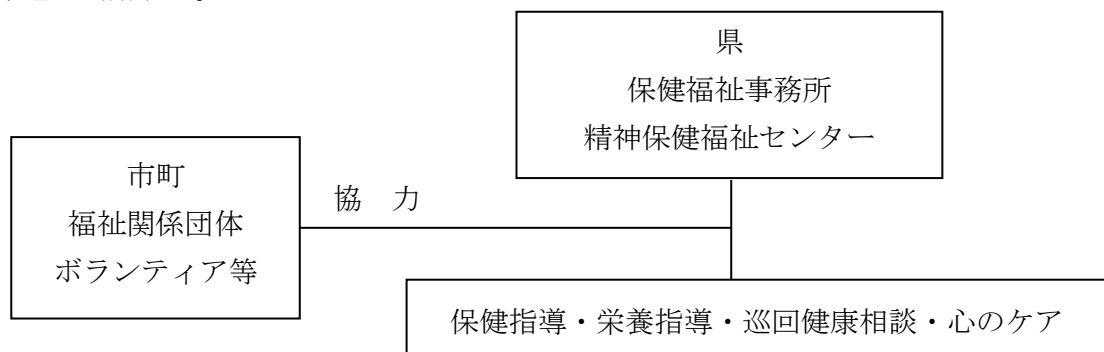 県
保健福祉事務所
精神保健福祉センター
市町
福祉関係団体
ボランティア等
協　力
保健指導・栄養指導・巡回健康相談・心のケア